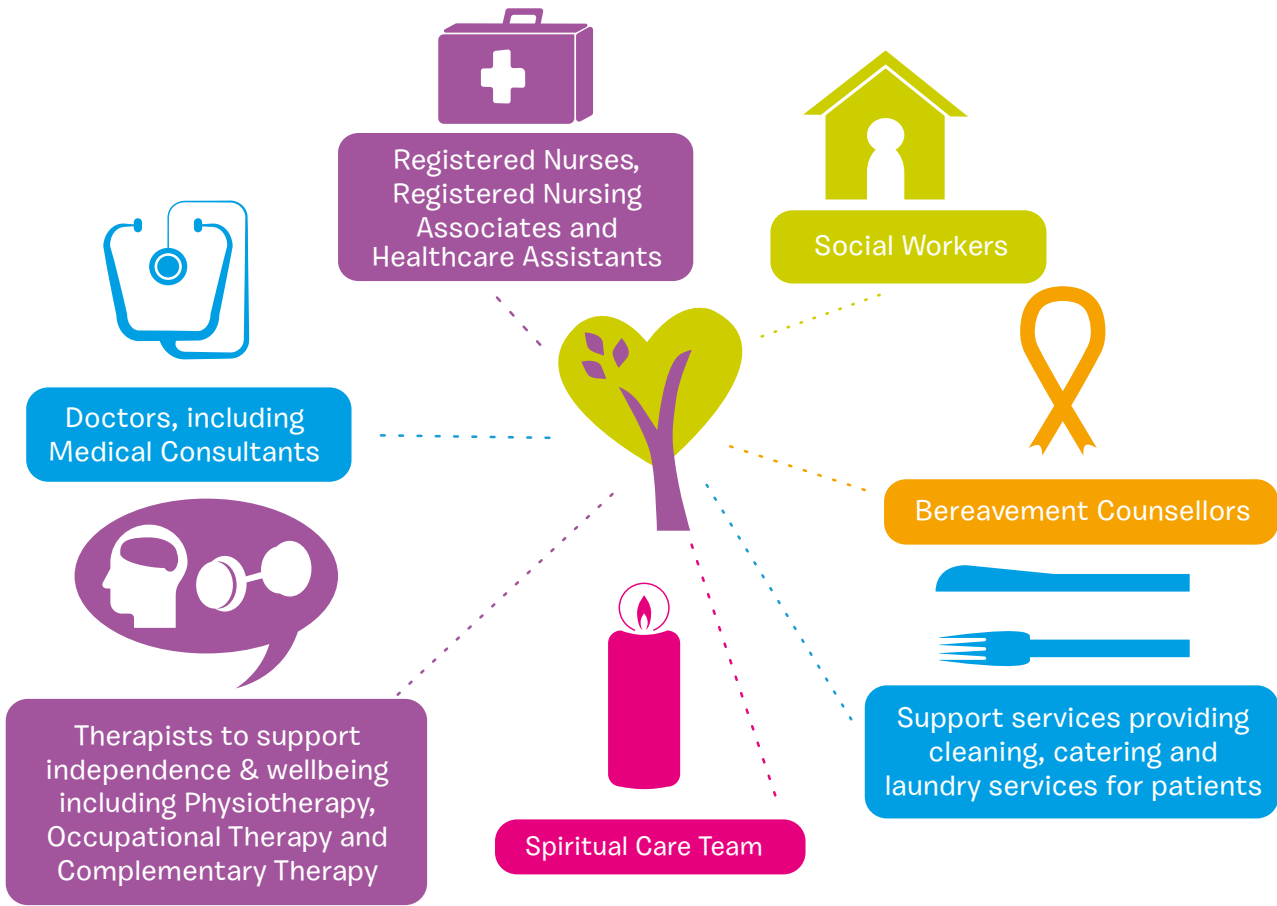 Registered Nurses,
Registered Nursing
Associates and
Healthcare Assistants
Social Workers
Doctors, including
Medical Consultants
Bereavement Counsellors
Therapists to support
independence & wellbeing
including Physiotherapy,
Occupational Therapy and
Complementary Therapy
Spiritual Care Team
Support services providing
cleaning, catering and
laundry services for patients